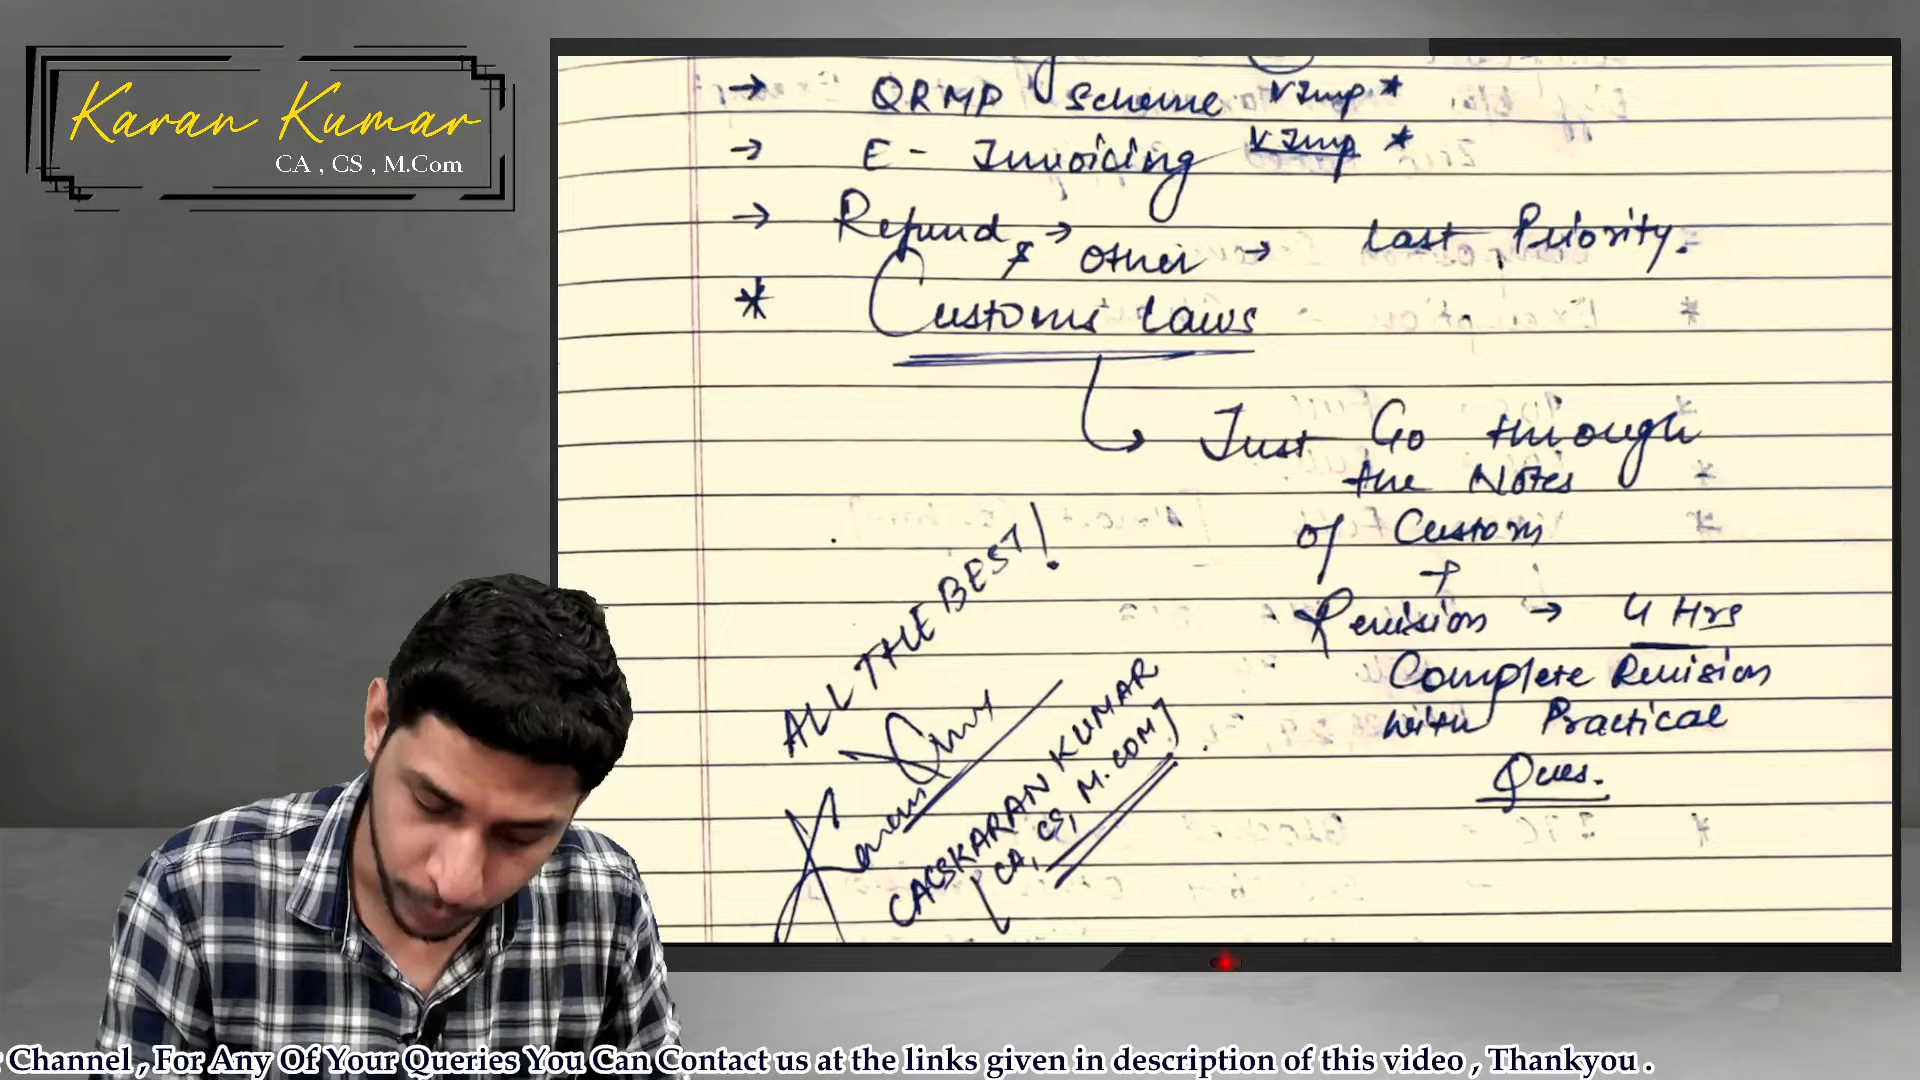 Karan Kumar
CA , CS , M.Com
→ QRMP Scheme V Imp *
→ E - Invoicing V Imp *
→ Refund & → Other → Last Priority.
* Customs Laws
→ Just Go through
the Notes
of Custom
+
Revision → 4 Hrs
Complete Revision
with Practical
Ques.
ALL THE BEST!
Karan
CACSKARAN KUMAR
[CA, CS, M.COM]
Channel , For Any Of Your Queries You Can Contact us at the links given in description of this video , Thankyou .